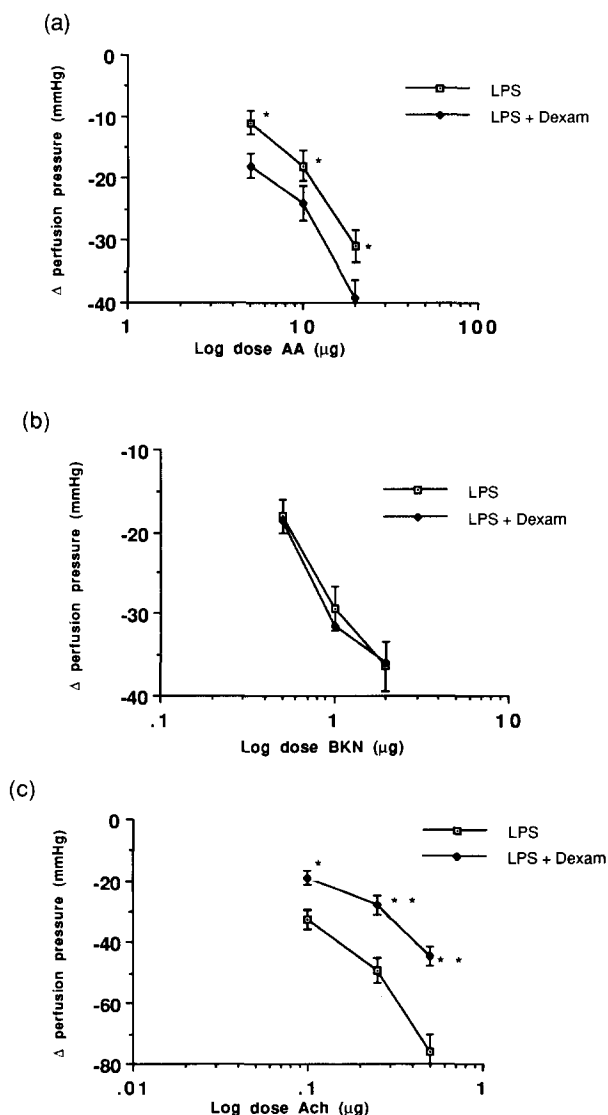 (a)
0
-10
-20
-30
-40
Δ perfusion pressure (mmHg)
*
*
*
LPS
LPS + Dexam
1
10
100
Log dose AA (μg)
(b)
-10
-20
-30
-40
Δ perfusion pressure (mmHg)
LPS
LPS + Dexam
.1
1
10
Log dose BKN (μg)
(c)
0
-20
-40
-60
-80
Δ perfusion pressure (mmHg)
*
* *
* *
LPS
LPS + Dexam
.01
.1
1
Log dose Ach (μg)